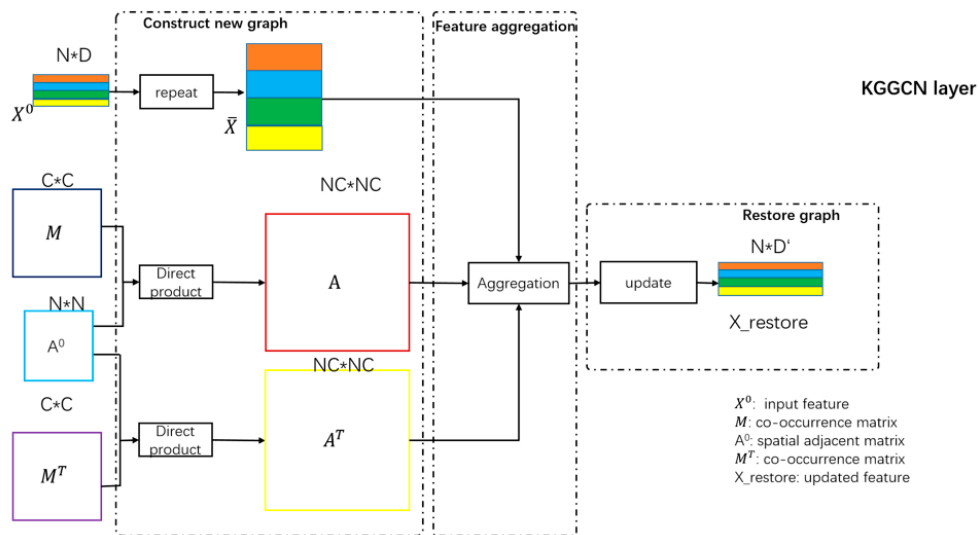 Construct new graph
Feature aggregation
N*D
KGGCN layer
repeat
X⁰
X̄
C*C
NC*NC
M
Restore graph
N*D‘
Direct
product
A
Aggregation
update
N*N
X_restore
A⁰
NC*NC
C*C
X⁰: input feature
M: co-occurrence matrix
A⁰: spatial adjacent matrix
Mᵀ: co-occurrence matrix
X_restore: updated feature
Direct
product
Aᵀ
Mᵀ